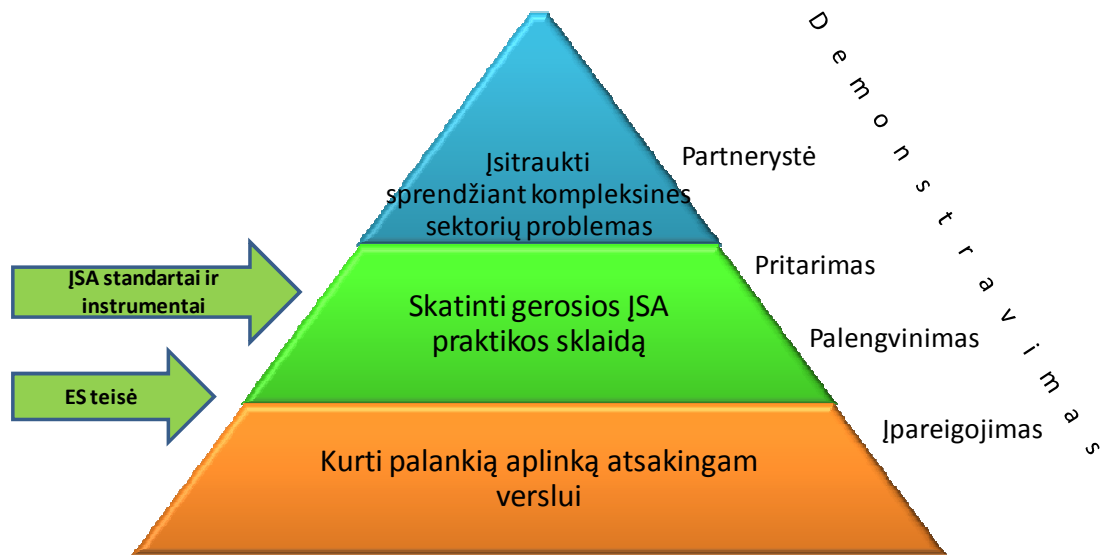 Demonstravimas
Partnerystė
Įsitraukti
sprendžiant kompleksines
sektorių problemas
Pritarimas
ĮSA standartai ir
instrumentai
Skatinti gerosios ĮSA
praktikos sklaidą
Palengvinimas
ES teisė
Įpareigojimas
Kurti palankią aplinką atsakingam
verslui